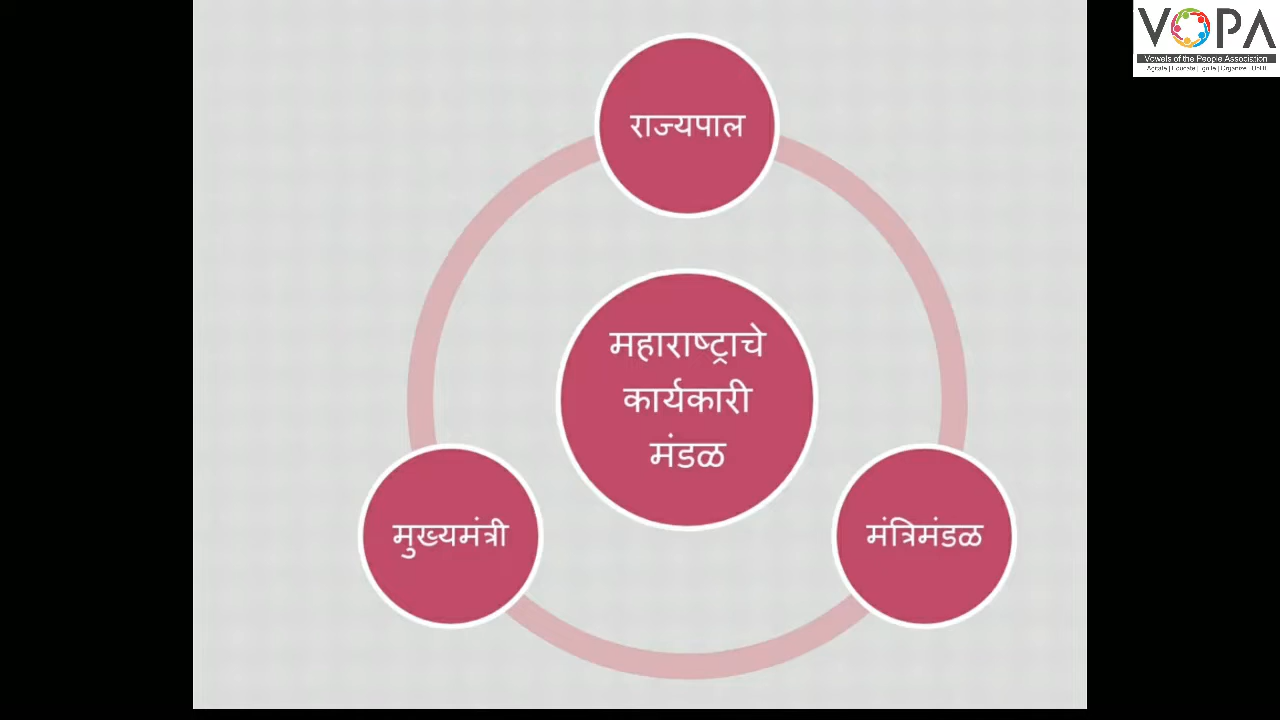 VOPA
Vowels of the People Association
राज्यपाल
महाराष्ट्राचे
कार्यकारी
मंडळ
मुख्यमंत्री
मंत्रिमंडळ